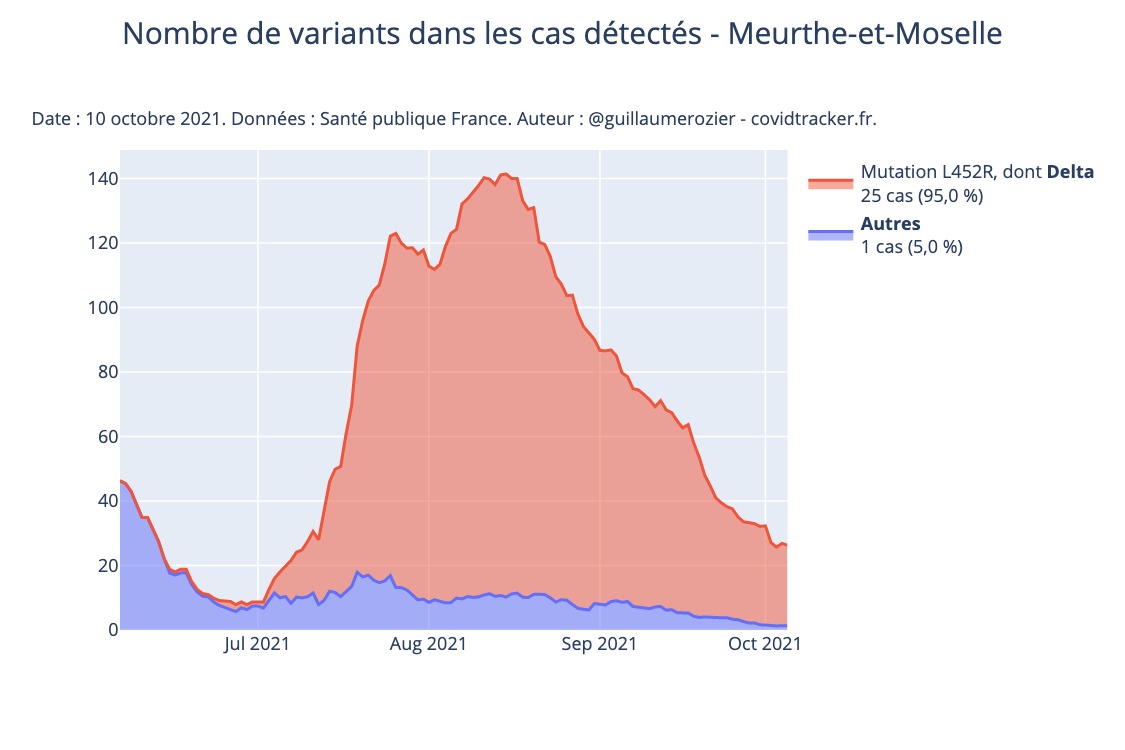 Nombre de variants dans les cas détectés - Meurthe-et-Moselle
Date : 10 octobre 2021. Données : Santé publique France. Auteur : @guillaumerozier - covidtracker.fr.
Mutation L452R, dont Delta
25 cas (95,0 %)
Autres
1 cas (5,0 %)
140
120
100
80
60
40
20
0
Jul 2021
Aug 2021
Sep 2021
Oct 2021